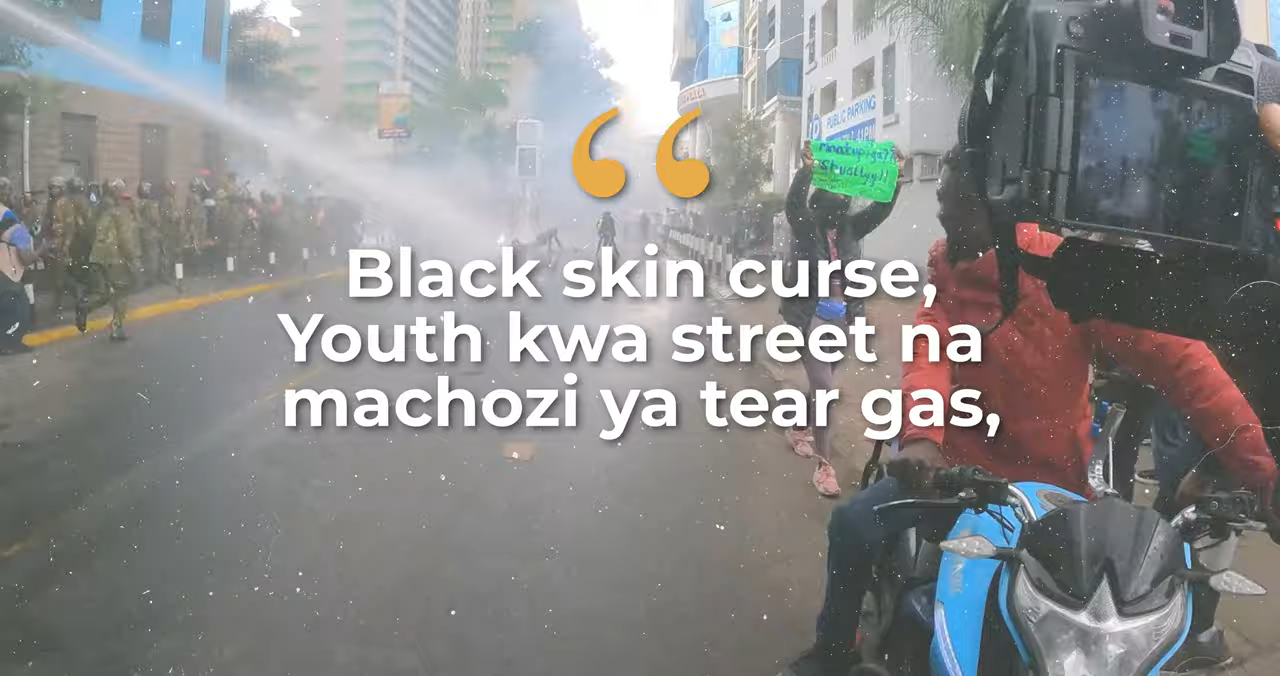 “
Black skin curse,
Youth kwa street na
machozi ya tear gas,
PUBLIC PARKING